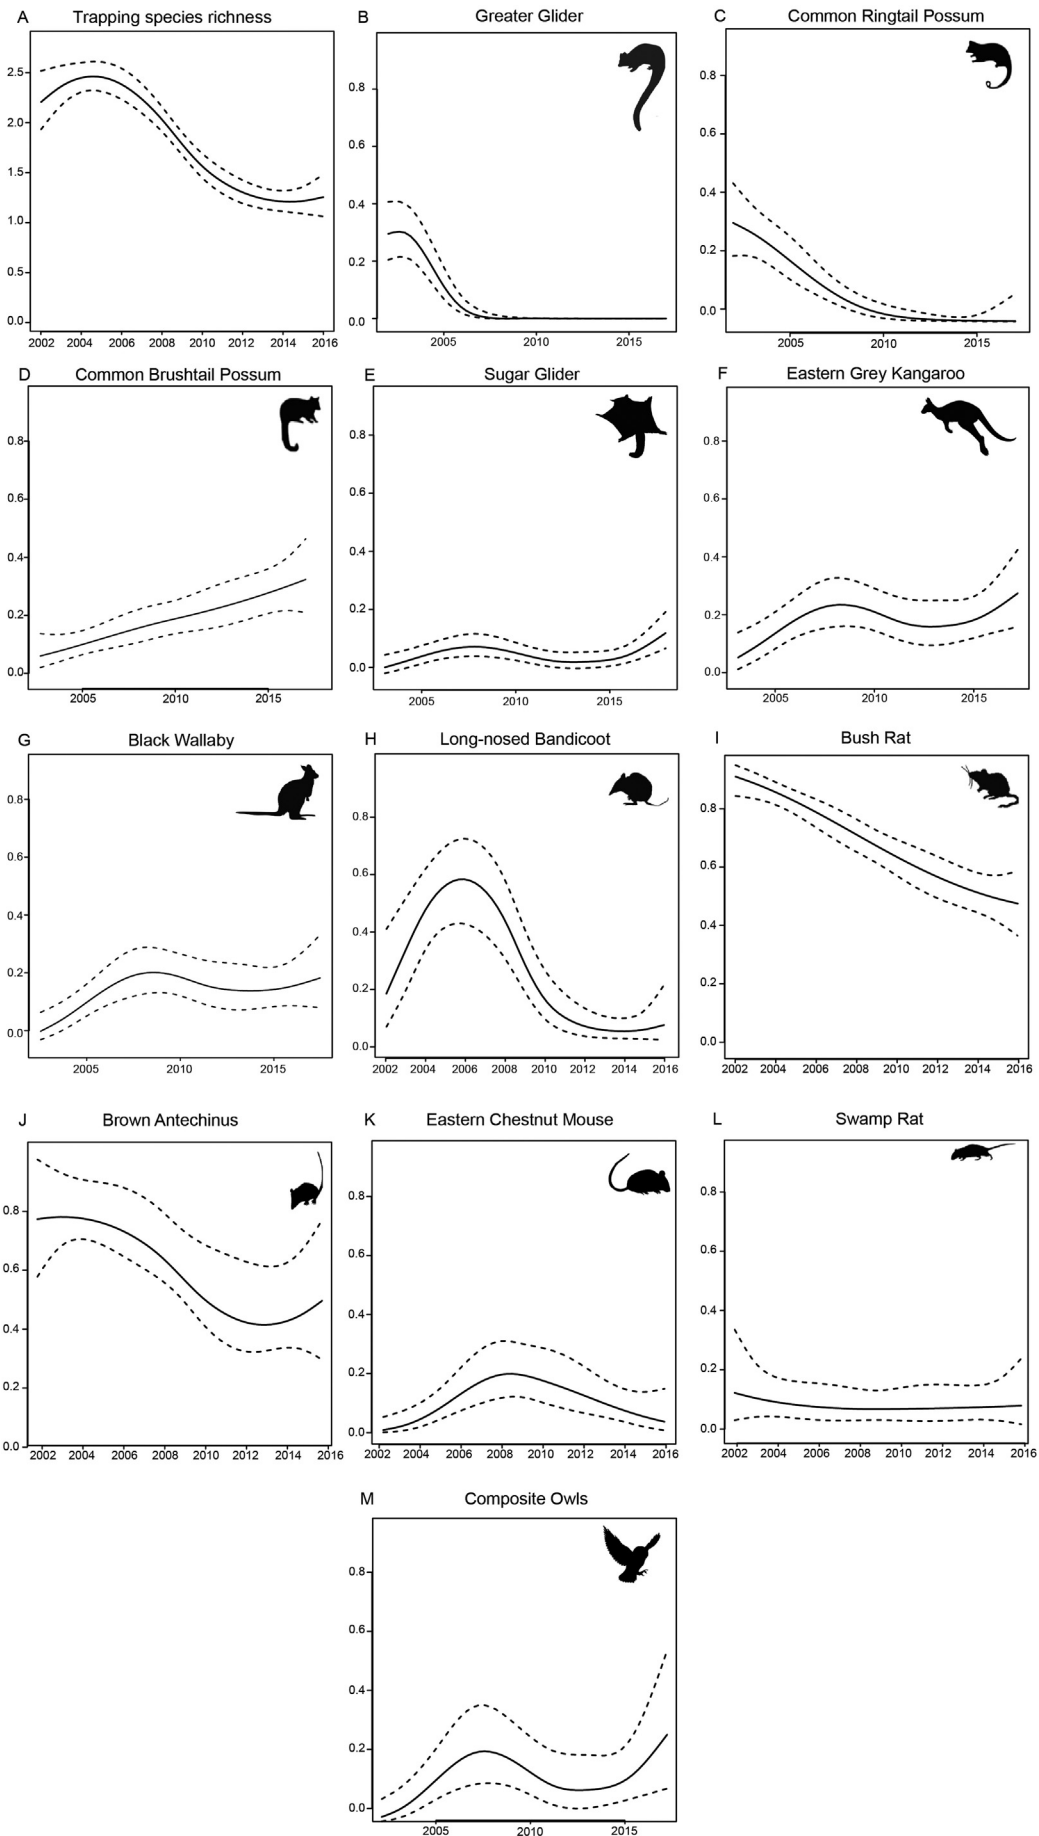 A Trapping species richness
2.5
2.0
1.5
1.0
0.5
0.0
2002 2004 2006 2008 2010 2012 2014 2016
B Greater Glider
0.8
0.6
0.4
0.2
0.0
2005 2010 2015
C Common Ringtail Possum
0.8
0.6
0.4
0.2
0.0
2005 2010 2015
D Common Brushtail Possum
0.8
0.6
0.4
0.2
0.0
2005 2010 2015
E Sugar Glider
0.8
0.6
0.4
0.2
0.0
2005 2010 2015
F Eastern Grey Kangaroo
0.8
0.6
0.4
0.2
0.0
2005 2010 2015
G Black Wallaby
0.8
0.6
0.4
0.2
0.0
2005 2010 2015
H Long-nosed Bandicoot
0.8
0.6
0.4
0.2
0.0
2002 2004 2006 2008 2010 2012 2014 2016
I Bush Rat
0.8
0.6
0.4
0.2
0.0
2002 2004 2006 2008 2010 2012 2014 2016
J Brown Antechinus
0.8
0.6
0.4
0.2
0.0
2002 2004 2006 2008 2010 2012 2014 2016
K Eastern Chestnut Mouse
0.8
0.6
0.4
0.2
0.0
2002 2004 2006 2008 2010 2012 2014 2016
L Swamp Rat
0.8
0.6
0.4
0.2
0.0
2002 2004 2006 2008 2010 2012 2014 2016
M Composite Owls
0.8
0.6
0.4
0.2
0.0
2005 2010 2015